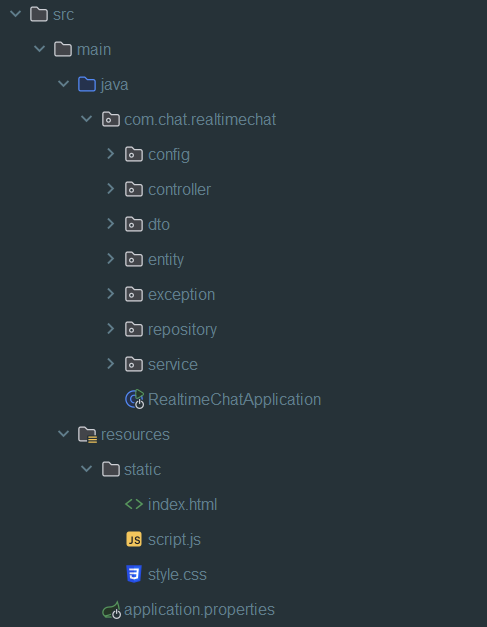 src
main
java
com.chat.realtimechat
config
controller
dto
entity
exception
repository
service
RealtimeChatApplication
resources
static
index.html
JS script.js
style.css
application.properties